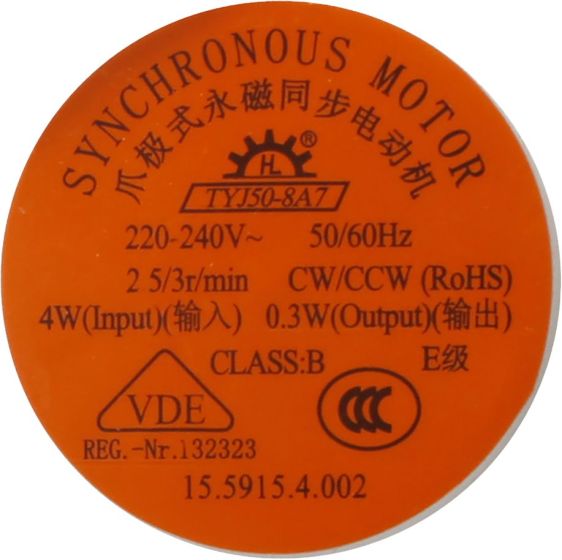 SYNCHRONOUS MOTOR
爪极式永磁同步电动机
HL ®
TYJ50-8A7
220-240V~ 50/60Hz
2 5/3r/min CW/CCW (RoHS)
4W(Input)(输入) 0.3W(Output)(输出)
CLASS:B E级
VDE CCC
REG.-Nr.132323
15.5915.4.002